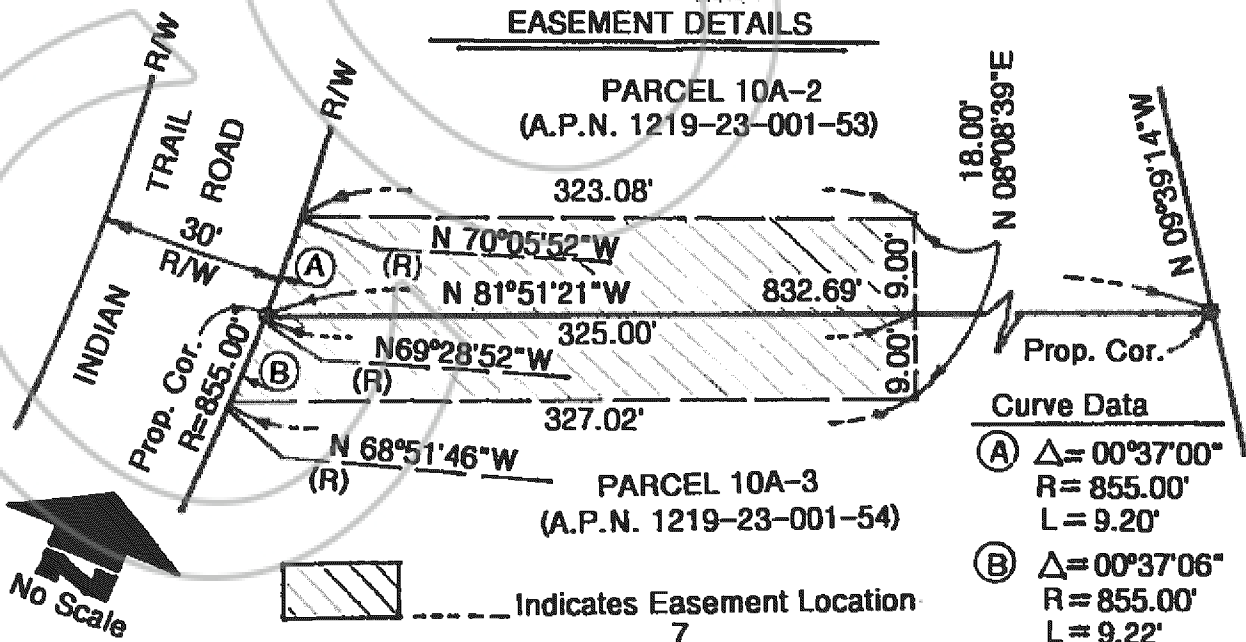 EASEMENT DETAILS
PARCEL 10A-2
(A.P.N. 1219-23-001-53)
R/W
R/W
INDIAN TRAIL ROAD
30'
R/W
18.00'
N 08°08'39"E
N 09°39'14"W
323.08'
N 70°05'52"W
(R)
A
N 81°51'21"W
832.69'
9.00'
325.00'
Prop. Cor.
R=855.00'
N69°28'52"W
(R)
B
9.00'
Prop. Cor.
327.02'
N 68°51'46"W
(R)
PARCEL 10A-3
(A.P.N. 1219-23-001-54)
Curve Data
A Δ= 00°37'00"
R= 855.00'
L= 9.20'
B Δ= 00°37'06"
R= 855.00'
L= 9.22'
N
No Scale
Indicates Easement Location
7